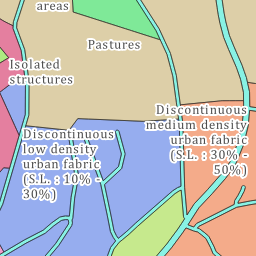 areas
Pastures
Isolated
structures
Discontinuous
medium density
urban fabric
(S.L. : 30% -
50%)
Discontinuous
low density
urban fabric
(S.L. : 10% -
30%)